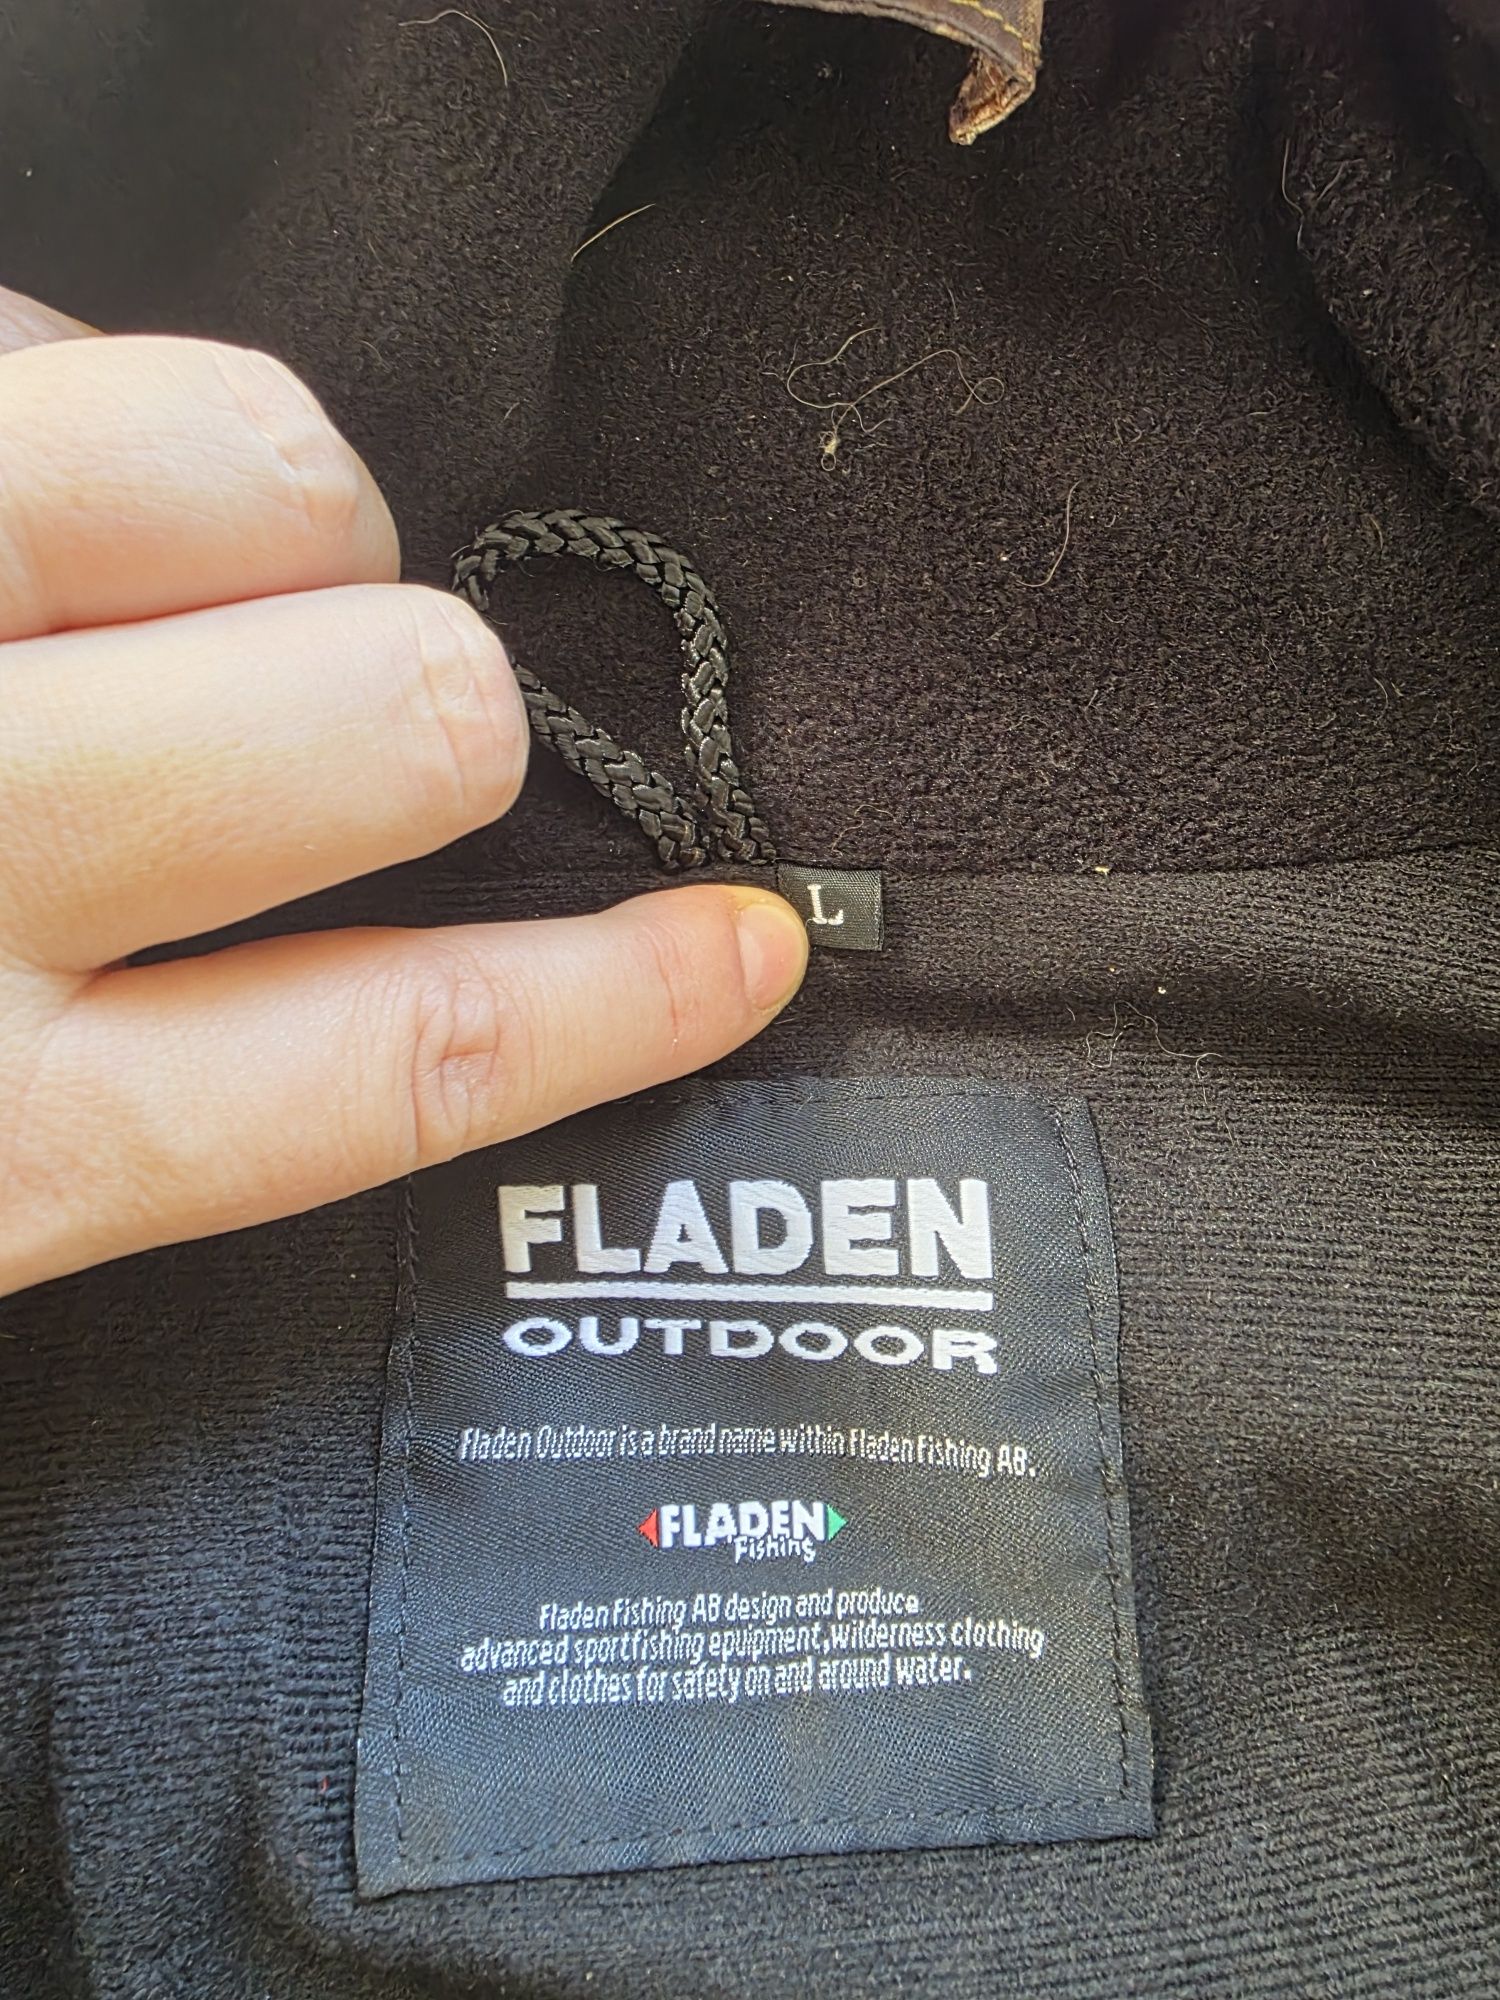 L
FLADEN
OUTDOOR
Fladen Outdoor is a brand name within Fladen Fishing AB.
FLADEN
Fishing
Fladen Fishing AB design and produce
advanced sportfishing epuipment, wilderness clothing
and clothes for safety on and around water.